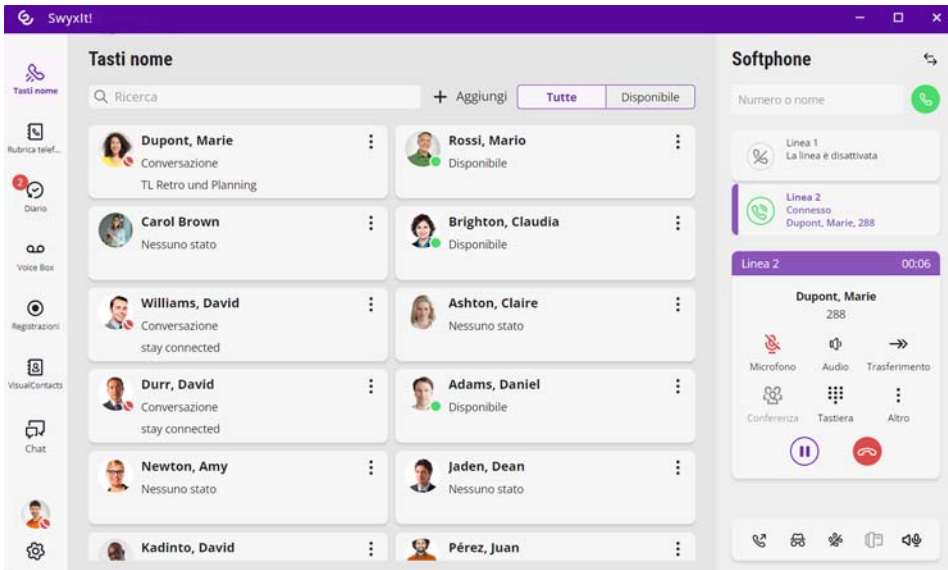 SwyxIt!
Tasti nome
Rubrica telef...
2
Diario
Voice Box
Registrazioni
VisualContacts
Chat
Tasti nome
Ricerca
+ Aggiungi
Tutte
Disponibile
Dupont, Marie
Conversazione
TL Retro und Planning
Rossi, Mario
Disponibile
Carol Brown
Nessuno stato
Brighton, Claudia
Disponibile
Williams, David
Conversazione
stay connected
Ashton, Claire
Nessuno stato
Durr, David
Conversazione
stay connected
Adams, Daniel
Disponibile
Newton, Amy
Nessuno stato
Jaden, Dean
Nessuno stato
Kadinto, David
Pérez, Juan
Softphone
Numero o nome
Linea 1
La linea è disattivata
Linea 2
Connesso
Dupont, Marie, 288
Linea 2 00:06
Dupont, Marie
288
Microfono Audio Trasferimento
Conferenza Tastiera Altro